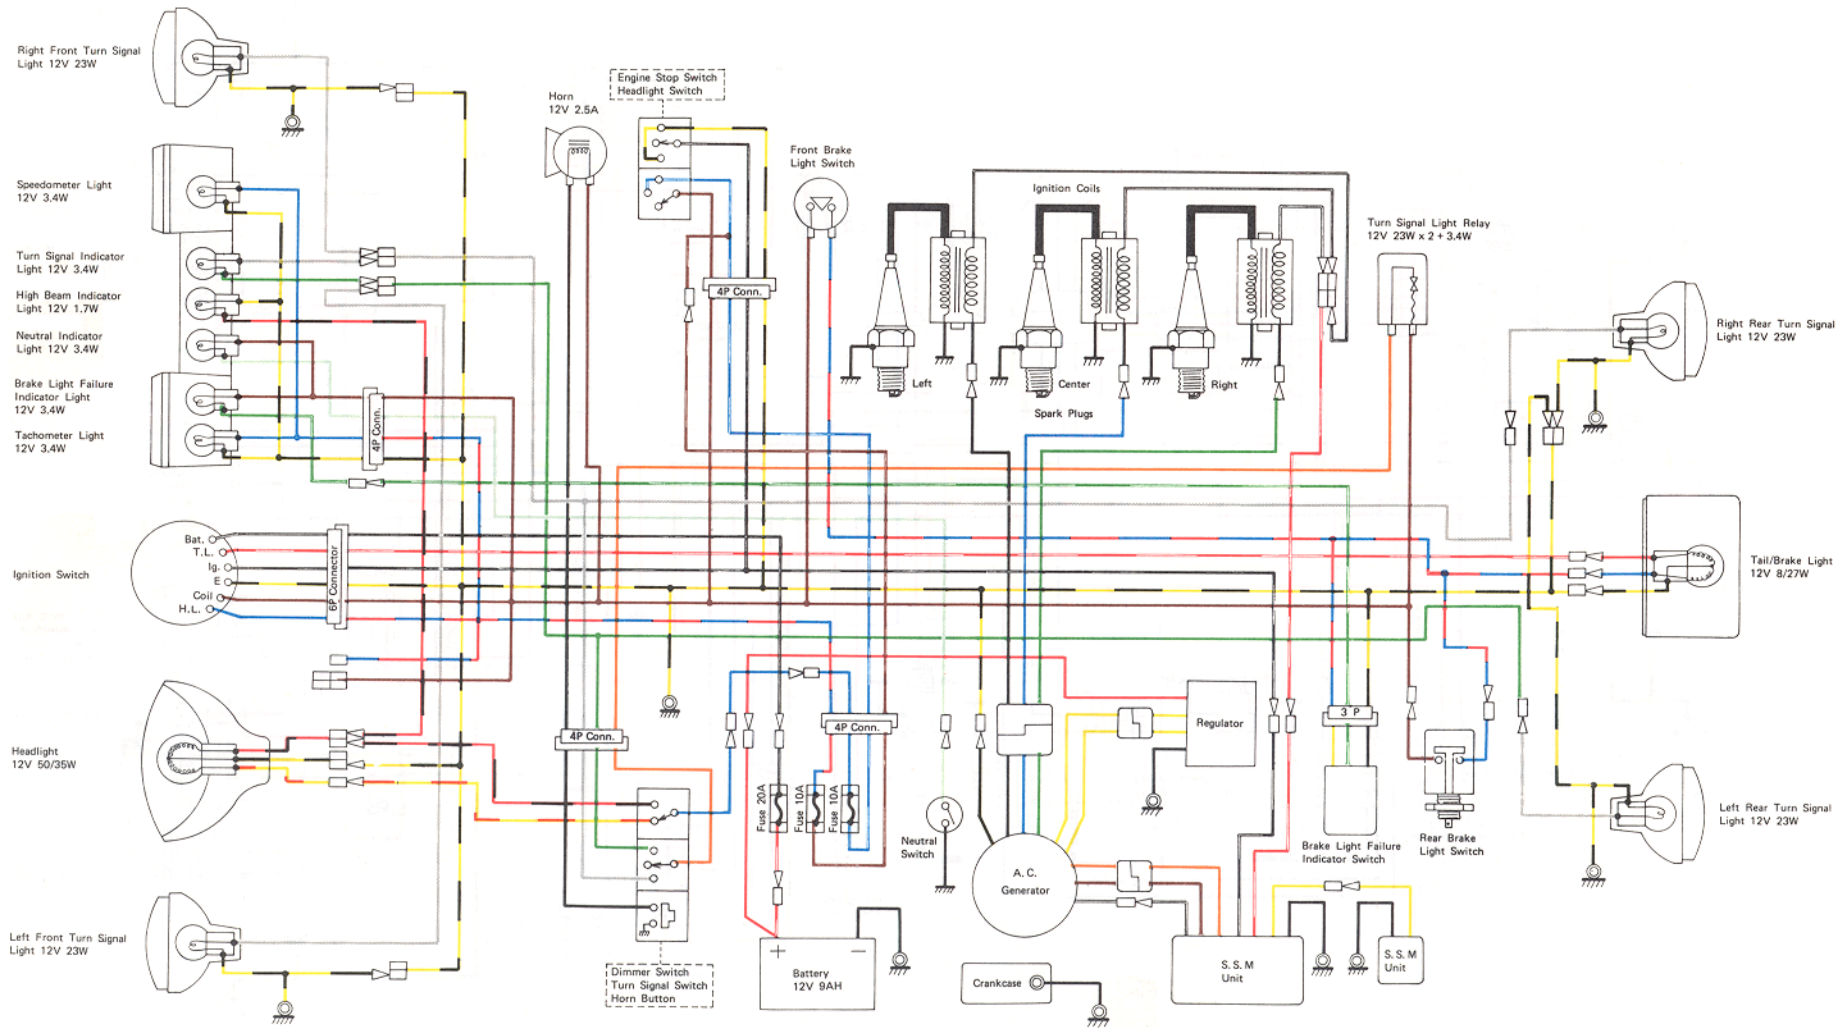 Right Front Turn Signal
Light 12V 23W
Speedometer Light
12V 3.4W
Turn Signal Indicator
Light 12V 3.4W
High Beam Indicator
Light 12V 1.7W
Neutral Indicator
Light 12V 3.4W
Brake Light Failure
Indicator Light
12V 3.4W
Tachometer Light
12V 3.4W
4P Conn.
Ignition Switch
Bat.
T.L.
Ig.
E
Coil
H.L.
6P Connector
Headlight
12V 50/35W
Left Front Turn Signal
Light 12V 23W
Horn
12V 2.5A
Engine Stop Switch
Headlight Switch
4P Conn.
Front Brake
Light Switch
Ignition Coils
Left
Center
Right
Spark Plugs
Turn Signal Light Relay
12V 23W x 2 + 3.4W
Right Rear Turn Signal
Light 12V 23W
Tail/Brake Light
12V 8/27W
Left Rear Turn Signal
Light 12V 23W
4P Conn.
4P Conn.
Fuse 20A
Fuse 10A
Fuse 10A
Dimmer Switch
Turn Signal Switch
Horn Button
+
−
Battery
12V 9AH
Neutral
Switch
A. C.
Generator
Regulator
3 P
Brake Light Failure
Indicator Switch
Rear Brake
Light Switch
Crankcase
S. S. M
Unit
S. S. M
Unit